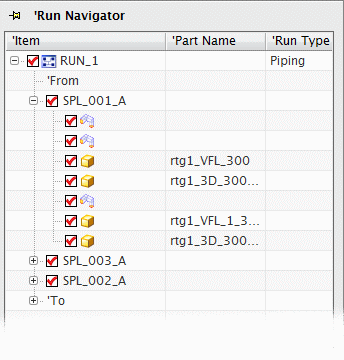 'Run Navigator
'Item 'Part Name 'Run Type
RUN_1 Piping
'From
SPL_001_A
rtg1_VFL_300
rtg1_3D_300...
rtg1_VFL_1_3...
rtg1_3D_300...
SPL_003_A
SPL_002_A
'To